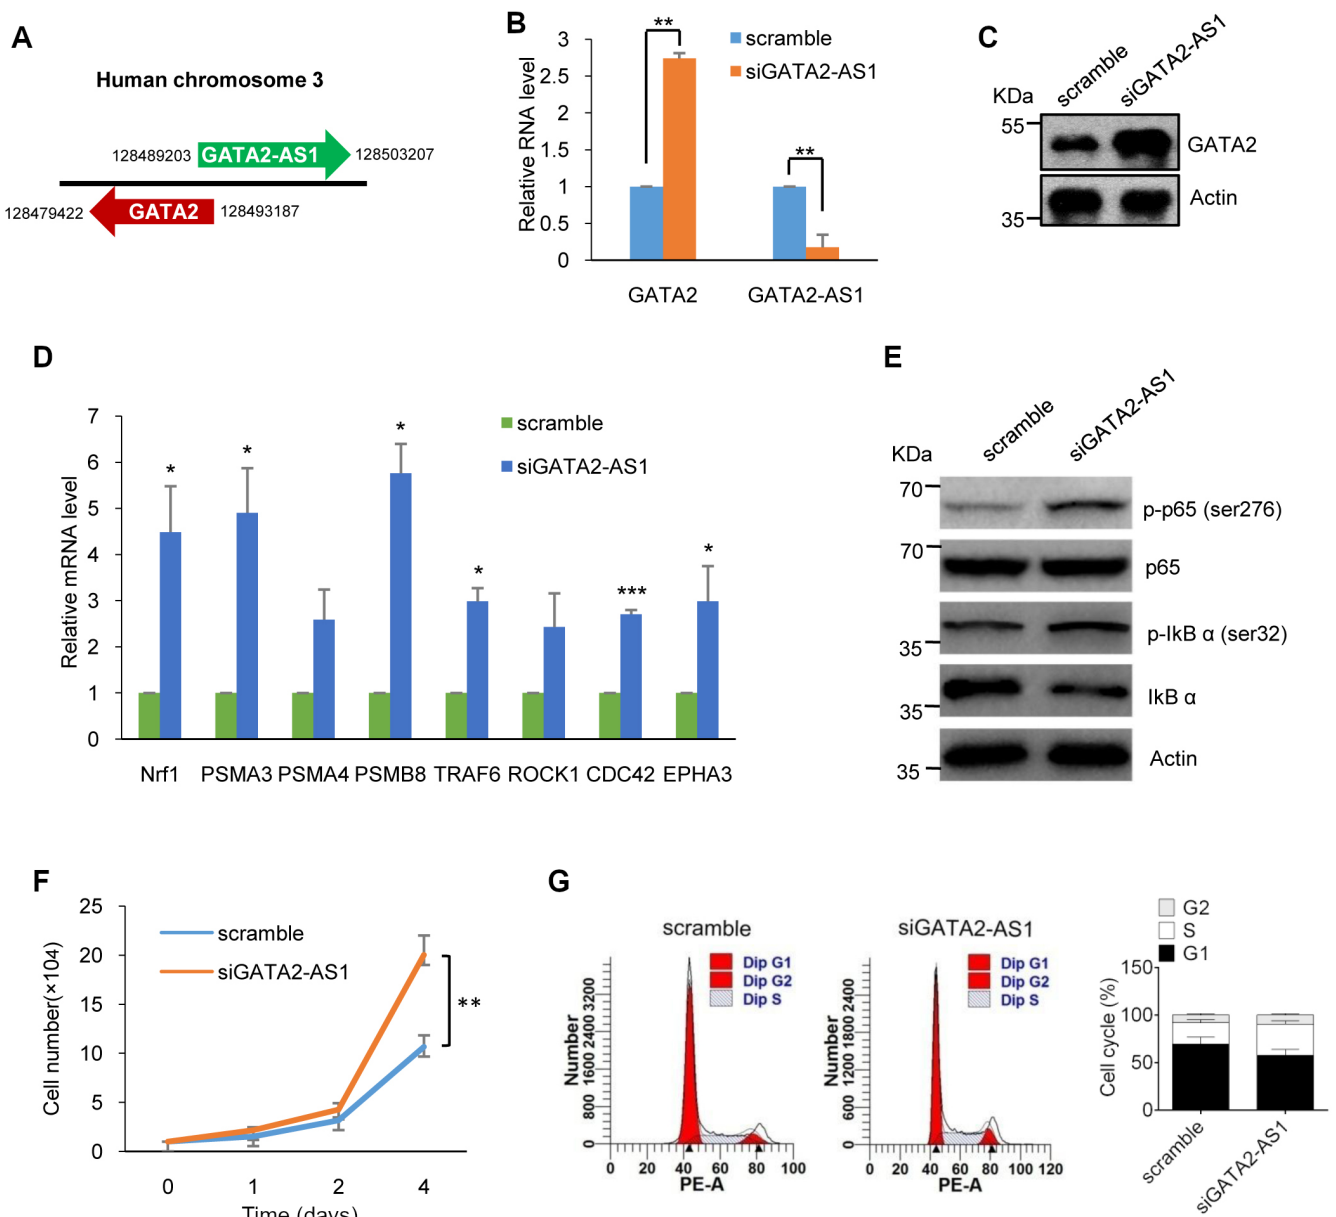 A
Human chromosome 3
128489203 GATA2-AS1 128503207
128479422 GATA2 128493187
B
Relative RNA level
3
2.5
2
1.5
1
0.5
0
**
**
scramble
siGATA2-AS1
GATA2 GATA2-AS1
C
scramble siGATA2-AS1
KDa
55
GATA2
Actin
35
D
Relative mRNA level
7
6
5
4
3
2
1
0
scramble
siGATA2-AS1
* * * * *** *
Nrf1 PSMA3 PSMA4 PSMB8 TRAF6 ROCK1 CDC42 EPHA3
E
scramble siGATA2-AS1
KDa
70
p-p65 (ser276)
70
p65
p-IkB α (ser32)
35
IkB α
35
Actin
35
F
Cell number(×104)
25
20
15
10
5
0
scramble
siGATA2-AS1
**
0 1 2 4
Time (days)
G
scramble
Dip G1
Dip G2
Dip S
Number
0 800 1600 2400 3200
0 20 40 60 80 100
PE-A
siGATA2-AS1
Dip G1
Dip G2
Dip S
Number
0 600 1200 1800 2400
0 20 40 60 80 100 120
PE-A
G2
S
G1
Cell cycle (%)
150
100
50
0
scramble
siGATA2-AS1